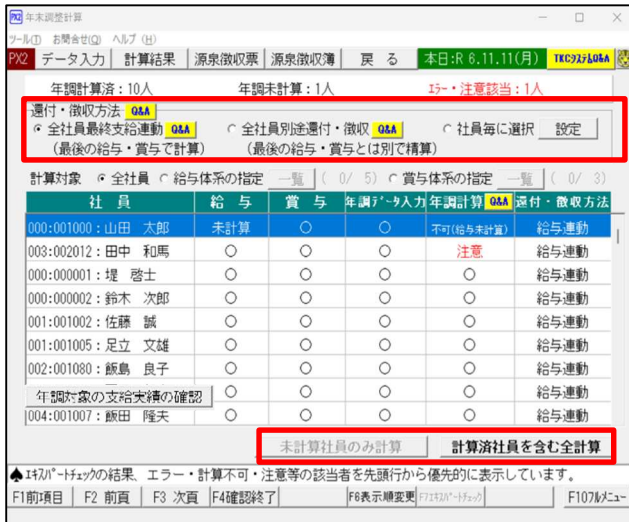 PX2 年末調整計算
ツール(T) お問合せ(Q) ヘルプ(H)
PX2 データ入力 計算結果 源泉徴収票 源泉徴収簿 戻 る 本日:R 6.11.11(月) TKCシステムQ&A
年調計算済:10人 年調未計算:1人 エラー・注意該当:1人
還付・徴収方法 Q&A
全社員最終支給連動 Q&A 全社員別途還付・徴収 Q&A 社員毎に選択 設定
(最後の給与・賞与で計算) (最後の給与・賞与とは別で精算)
計算対象 全社員 給与体系の指定 一覧 ( 0/ 5) 賞与体系の指定 一覧 ( 0/ 3)
社 員 給 与 賞 与 年調データ入力 年調計算 Q&A 還付・徴収方法
000:001000:山田 太郎 未計算 ○ ○ 不可(給与未計算) 給与連動
003:002012:田中 和馬 ○ ○ ○ 注意 給与連動
000:000001:堤 啓士 ○ ○ ○ ○ 給与連動
000:000002:鈴木 次郎 ○ ○ ○ ○ 給与連動
001:001002:佐藤 誠 ○ ○ ○ ○ 給与連動
001:001005:足立 文雄 ○ ○ ○ ○ 給与連動
002:001080:飯島 良子 ○ ○ ○ ○ 給与連動
年調対象の支給実績の確認 ○ ○ ○ ○ 給与連動
004:001007:飯田 隆夫 ○ ○ ○ ○ 給与連動
未計算社員のみ計算 計算済社員を含む全計算
♠エキスパートチェックの結果、エラー・計算不可・注意等の該当者を先頭行から優先的に表示しています。
F1前項目 F2 前頁 F3 次頁 F4確認終了 F6表示順変更 F7エキスパートチェック F10フルメニュー